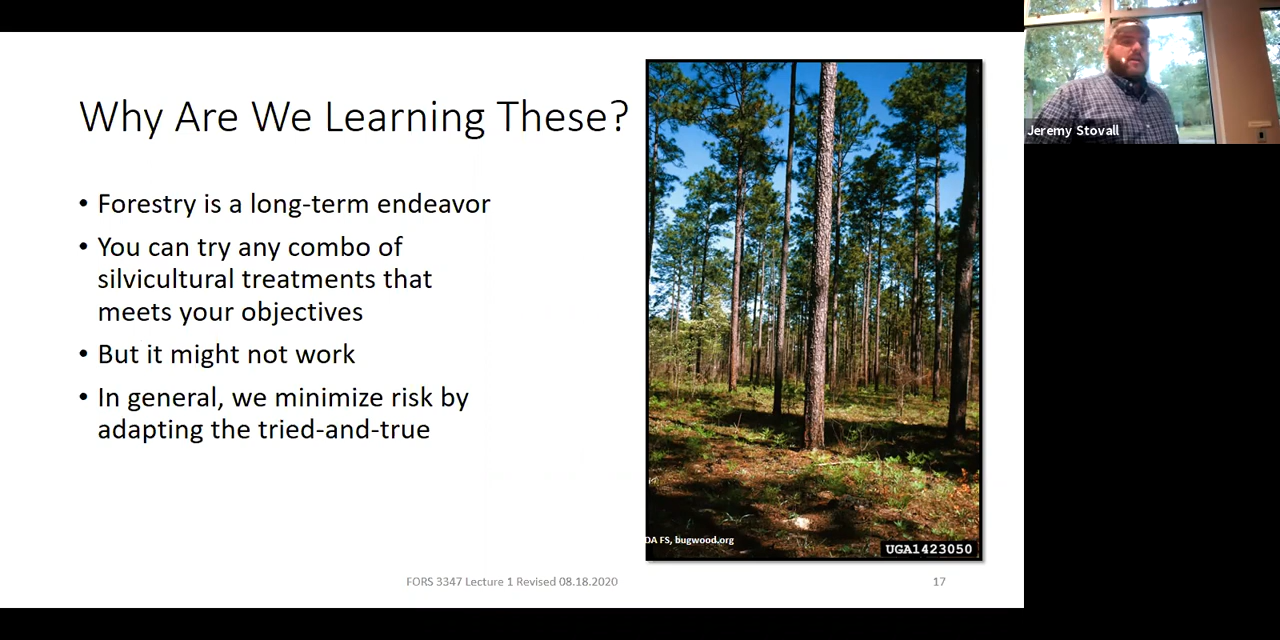 Why Are We Learning These?
• Forestry is a long-term endeavor
• You can try any combo of
silvicultural treatments that
meets your objectives
• But it might not work
• In general, we minimize risk by
adapting the tried-and-true
DA FS, bugwood.org
UGA1423050
FORS 3347 Lecture 1 Revised 08.18.2020
17
Jeremy Stovall